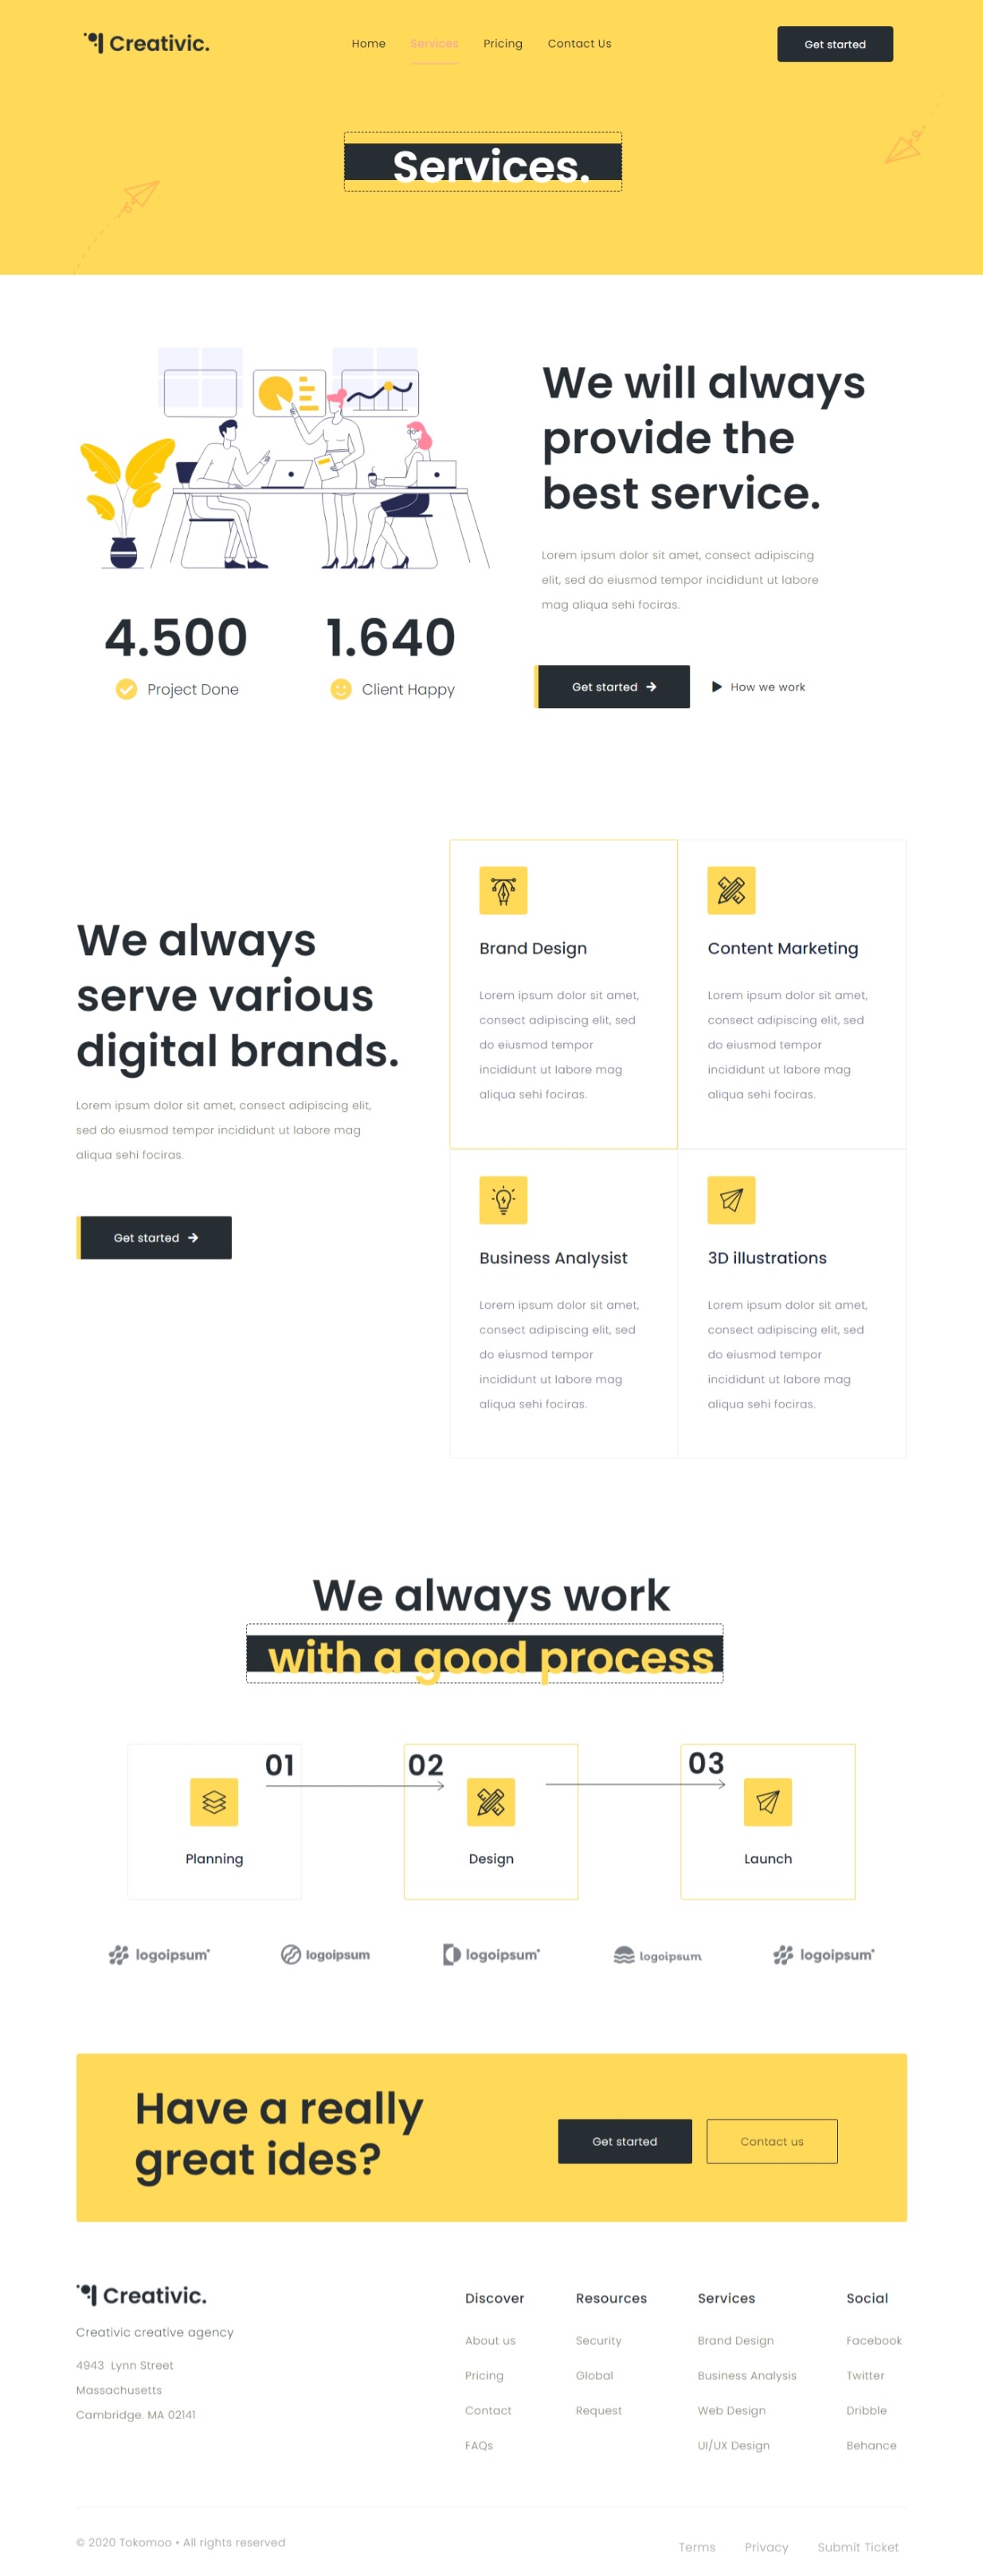 Creativic.
Home
Services
Pricing
Contact Us
Get started
Services.
We will always
provide the
best service.
Lorem ipsum dolor sit amet, consect adipiscing
elit, sed do eiusmod tempor incididunt ut labore
mag aliqua sehi fociras.
4.500
Project Done
1.640
Client Happy
Get started
How we work
We always
serve various
digital brands.
Lorem ipsum dolor sit amet, consect adipiscing elit,
sed do eiusmod tempor incididunt ut labore mag
aliqua sehi fociras.
Get started
Brand Design
Lorem ipsum dolor sit amet,
consect adipiscing elit, sed
do eiusmod tempor
incididunt ut labore mag
aliqua sehi fociras.
Content Marketing
Lorem ipsum dolor sit amet,
consect adipiscing elit, sed
do eiusmod tempor
incididunt ut labore mag
aliqua sehi fociras.
Business Analysist
Lorem ipsum dolor sit amet,
consect adipiscing elit, sed
do eiusmod tempor
incididunt ut labore mag
aliqua sehi fociras.
3D illustrations
Lorem ipsum dolor sit amet,
consect adipiscing elit, sed
do eiusmod tempor
incididunt ut labore mag
aliqua sehi fociras.
We always work
with a good process
01
Planning
02
Design
03
Launch
logoipsum
logoipsum
logoipsum
Logoipsum
logoipsum
Have a really
great ides?
Get started
Contact us
Creativic.
Creativic creative agency
4943 Lynn Street
Massachusetts
Cambridge. MA 02141
Discover
About us
Pricing
Contact
FAQs
Resources
Security
Global
Request
Services
Brand Design
Business Analysis
Web Design
UI/UX Design
Social
Facebook
Twitter
Dribble
Behance
© 2020 Tokomoo • All rights reserved
Terms
Privacy
Submit Ticket